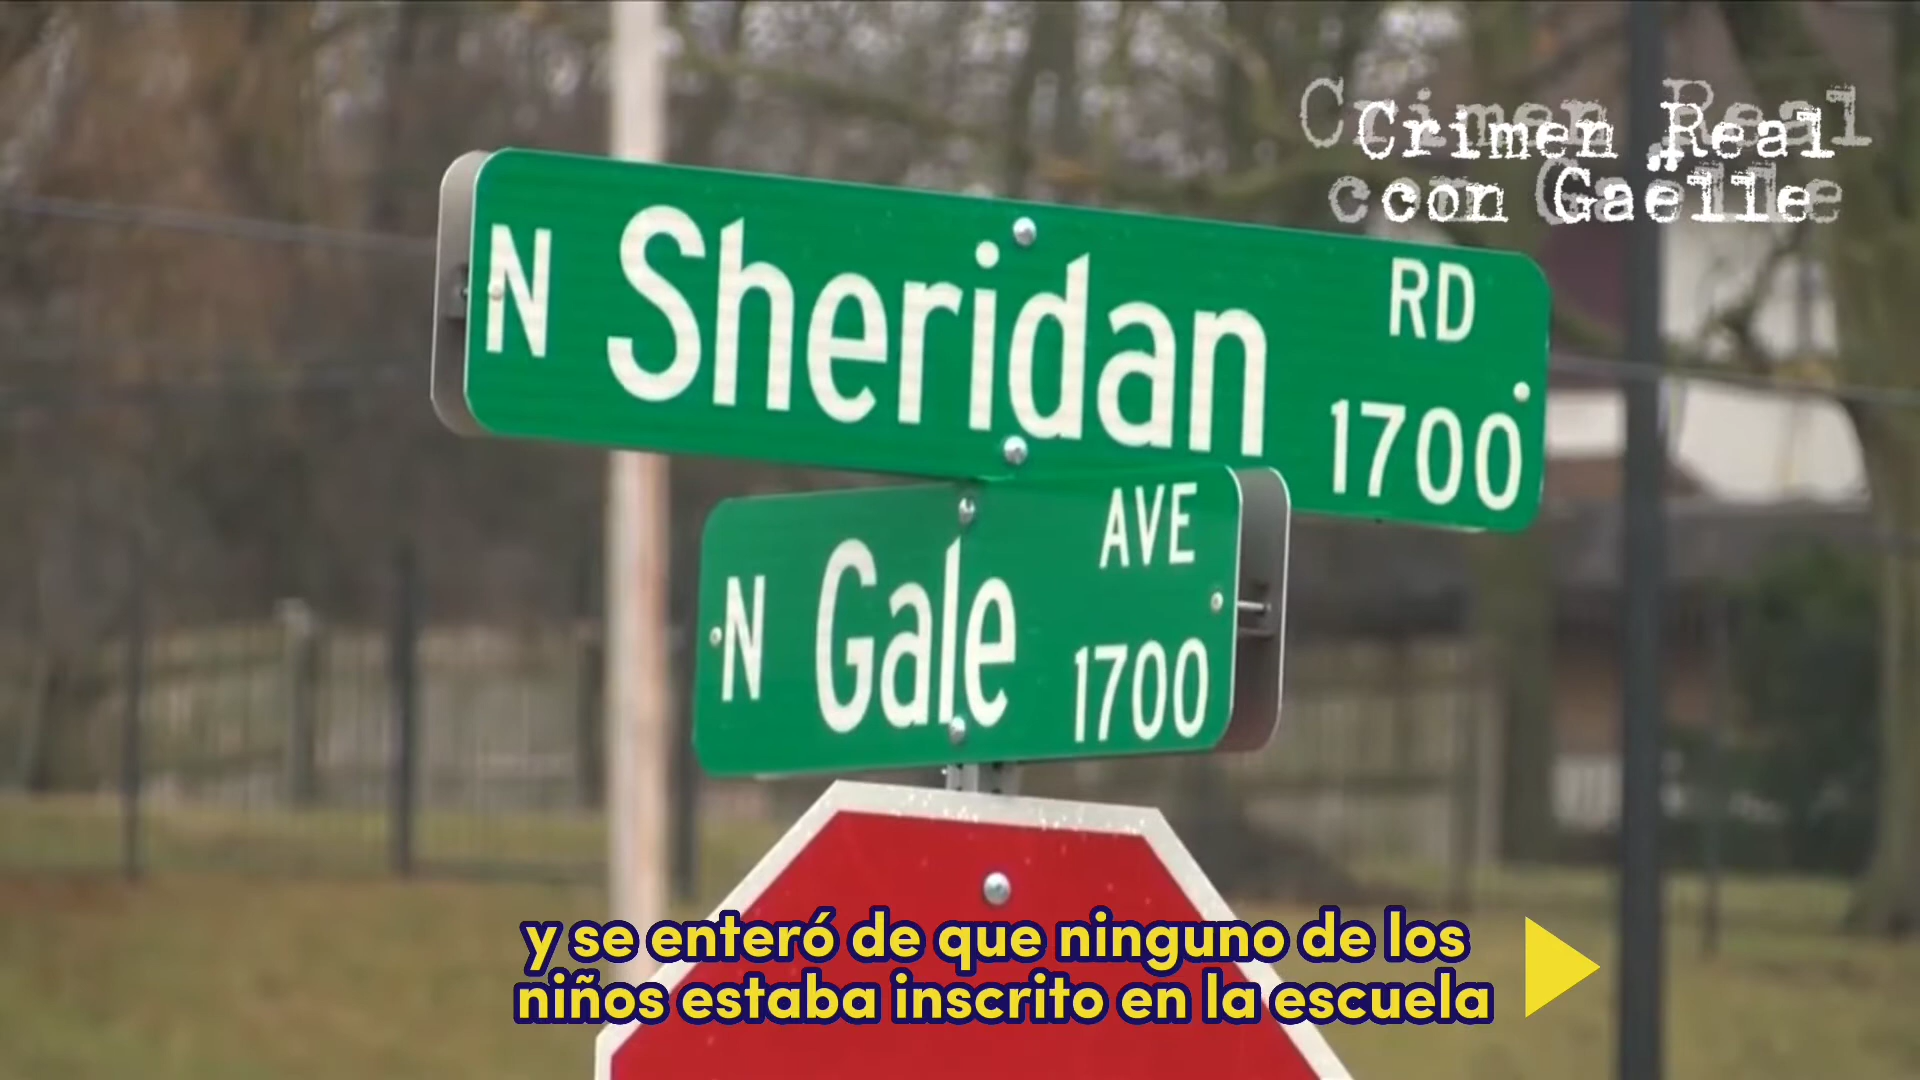 Crimen Real
con Gaëlle
N Sheridan RD 1700
N Gale AVE 1700
y se enteró de que ninguno de los
niños estaba inscrito en la escuela